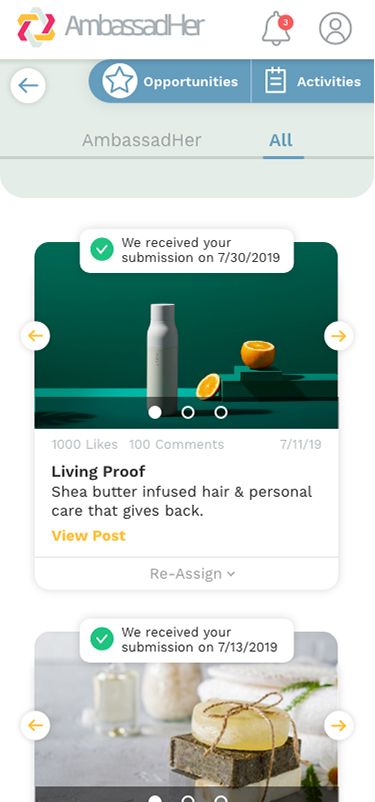 AmbassadHer
3
Opportunities
Activities
AmbassadHer
All
We received your
submission on 7/30/2019
1000 Likes
100 Comments
7/11/19
Living Proof
Shea butter infused hair & personal
care that gives back.
View Post
Re-Assign
We received your
submission on 7/13/2019